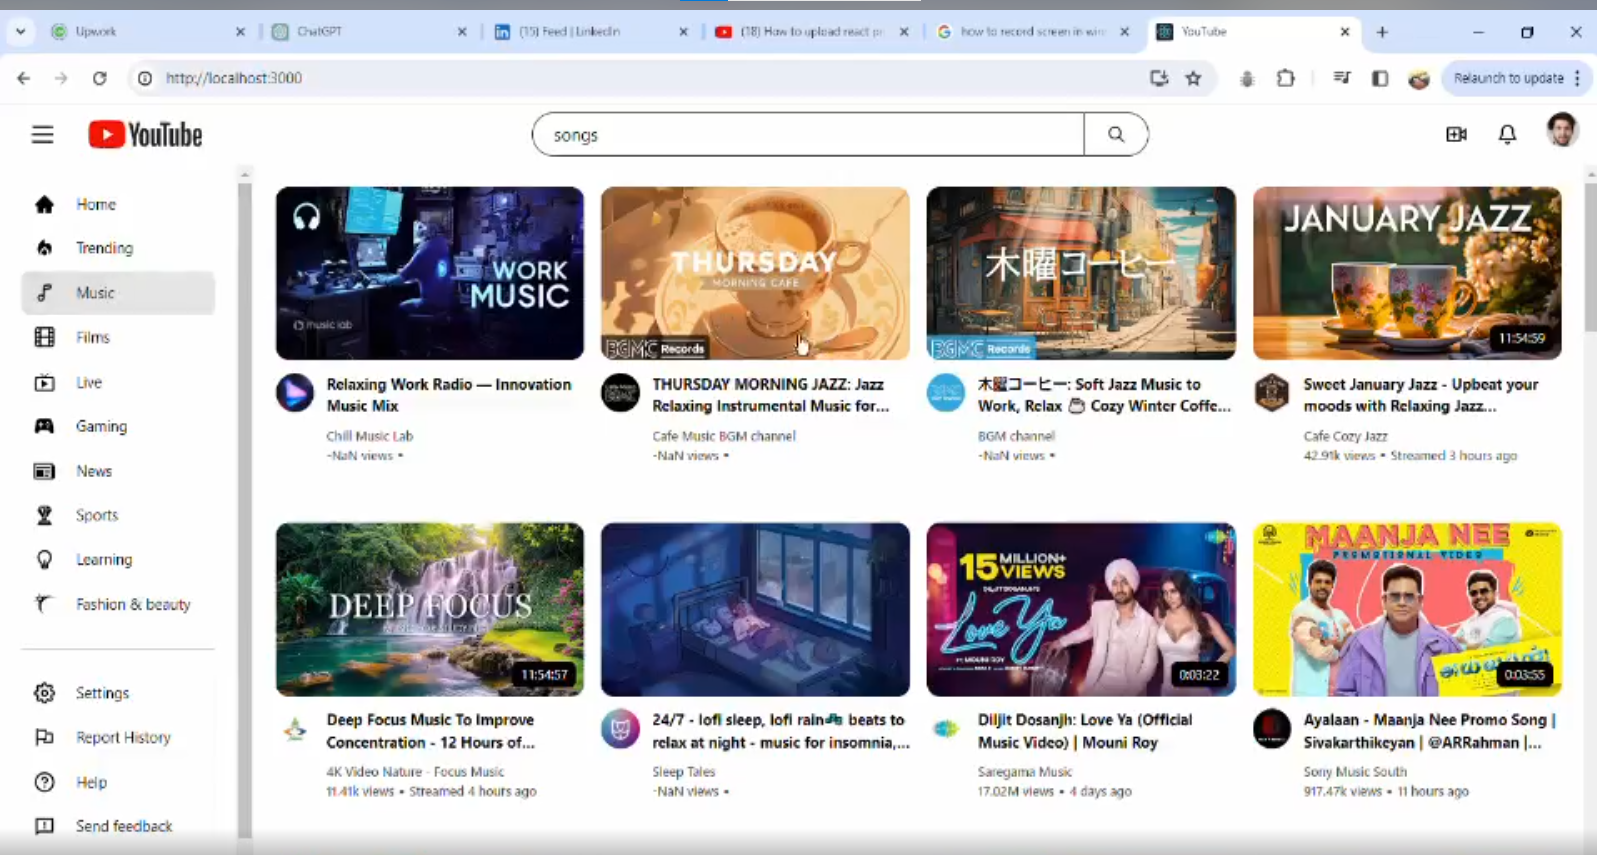 Upwork
ChatGPT
(15) Feed | LinkedIn
(18) How to upload react pr
how to record screen in win
YouTube
http://localhost:3000
Relaunch to update
YouTube
songs
Home
Trending
Music
Films
Live
Gaming
News
Sports
Learning
Fashion & beauty
Settings
Report History
Help
Send feedback
WORK
MUSIC
music lab
Relaxing Work Radio — Innovation
Music Mix
Chill Music Lab
-NaN views •
THURSDAY
MORNING CAFE
BGMC Records
THURSDAY MORNING JAZZ: Jazz
Relaxing Instrumental Music for...
Cafe Music BGM channel
-NaN views •
木曜コーヒー
BGMC Records
木曜コーヒー: Soft Jazz Music to
Work, Relax ☕ Cozy Winter Coffe...
BGM channel
-NaN views •
JANUARY JAZZ
11:54:59
Sweet January Jazz - Upbeat your
moods with Relaxing Jazz...
Cafe Cozy Jazz
42.91k views • Streamed 3 hours ago
DEEP FOCUS
11:54:57
Deep Focus Music To Improve
Concentration - 12 Hours of...
4K Video Nature - Focus Music
11.41k views • Streamed 4 hours ago
24/7 - lofi sleep, lofi rain beats to
relax at night - music for insomnia,...
Sleep Tales
-NaN views •
15 MILLION+
VIEWS
DILJIT DOSANJH'S
Love Ya
FT. MOUNI ROY
0:03:22
Diljit Dosanjh: Love Ya (Official
Music Video) | Mouni Roy
Saregama Music
17.02M views • 4 days ago
MAANJA NEE
PROMOTIONAL VIDEO
அயலான்
0:03:55
Ayalaan - Maanja Nee Promo Song |
Sivakarthikeyan | @ARRahman |...
Sony Music South
917.47k views • 11 hours ago